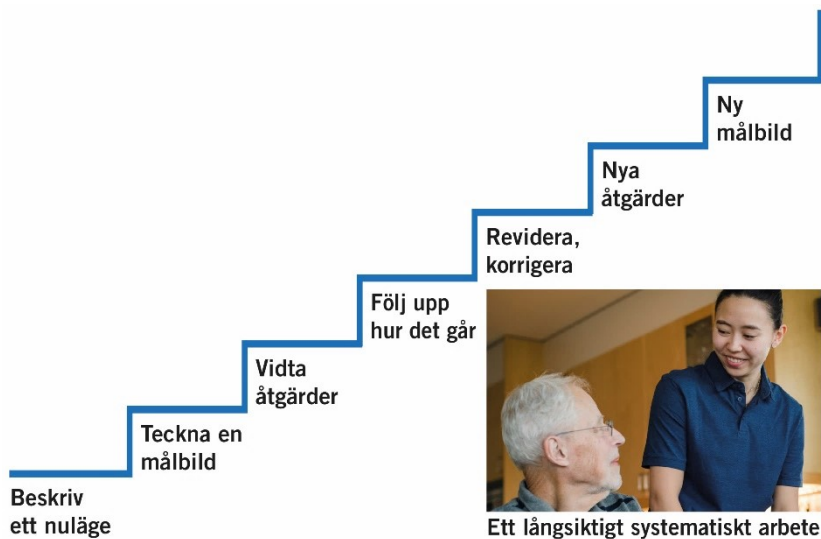 Beskriv
ett nuläge
Teckna en
målbild
Vidta
åtgärder
Följ upp
hur det går
Revidera,
korrigera
Nya
åtgärder
Ny
målbild
Ett långsiktigt systematiskt arbete